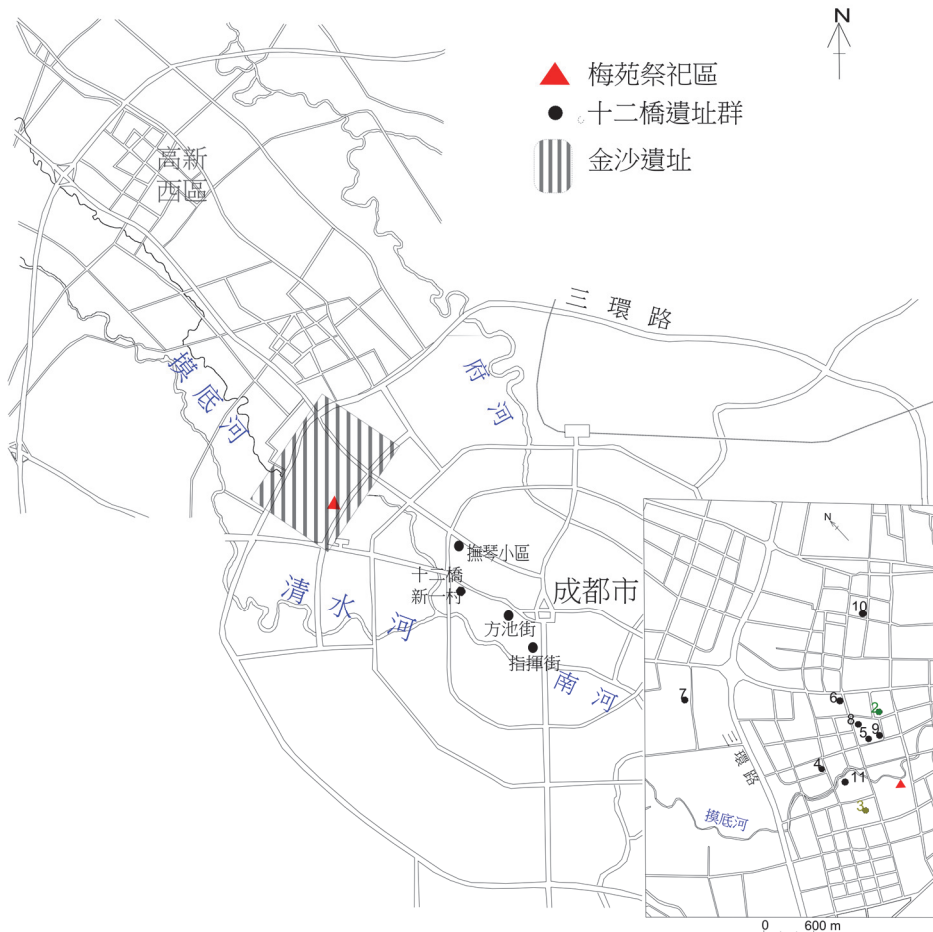 N
梅苑祭祀區
十二橋遺址群
金沙遺址
高新
西區
三環路
摸底河
府河
撫琴小區
十二橋
新一村
成都市
清水河
方池街
指揮街
南河
N
10
7
6
2
8
5
9
三環路
4
11
3
摸底河
0 600 m